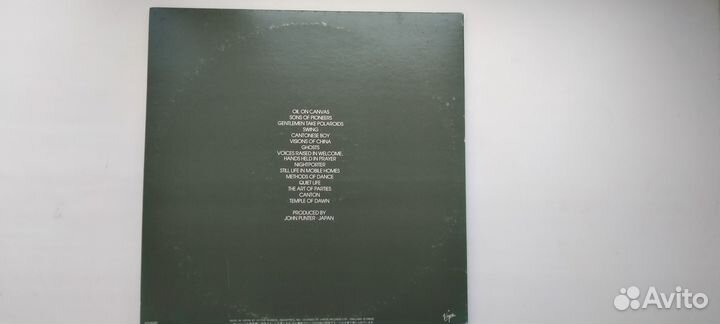 OIL ON CANVAS
SONS OF PIONEERS
GENTLEMEN TAKE POLAROIDS
SWING
CANTONESE BOY
VISIONS OF CHINA
GHOSTS
VOICES RAISED IN WELCOME,
HANDS HELD IN PRAYER
NIGHTPORTER
STILL LIFE IN MOBILE HOMES
METHODS OF DANCE
QUIET LIFE
THE ART OF PARTIES
CANTON
TEMPLE OF DAWN
PRODUCED BY
JOHN PUNTER · JAPAN
Virgin
Avito